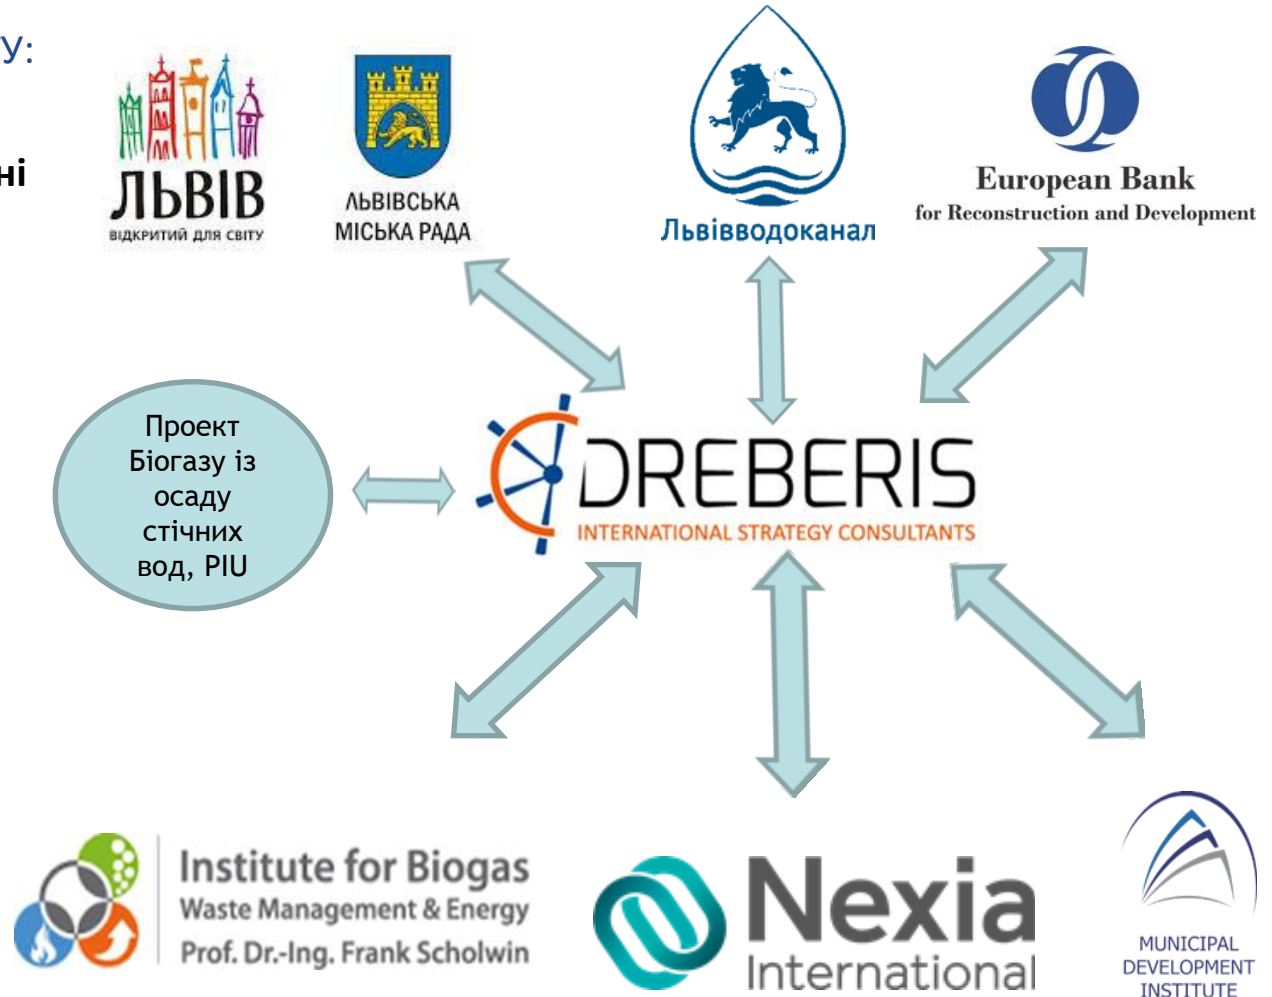 У:
ні
ЛЬВІВ
ВІДКРИТИЙ ДЛЯ СВІТУ
ЛЬВІВСЬКА
МІСЬКА РАДА
Львівводоканал
European Bank
for Reconstruction and Development
Проект
Біогазу із
осаду
стічних
вод, PIU
DREBERIS
INTERNATIONAL STRATEGY CONSULTANTS
Institute for Biogas
Waste Management & Energy
Prof. Dr.-Ing. Frank Scholwin
Nexia
International
MUNICIPAL
DEVELOPMENT
INSTITUTE